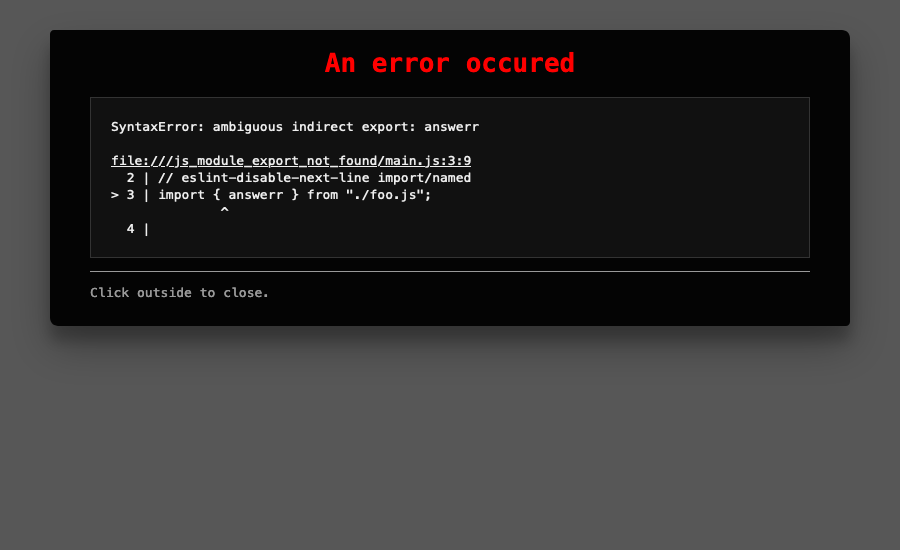 An error occured
SyntaxError: ambiguous indirect export: answerr
file:///js_module_export_not_found/main.js:3:9
  2 | // eslint-disable-next-line import/named
> 3 | import { answerr } from "./foo.js";
              ^
  4 |
Click outside to close.